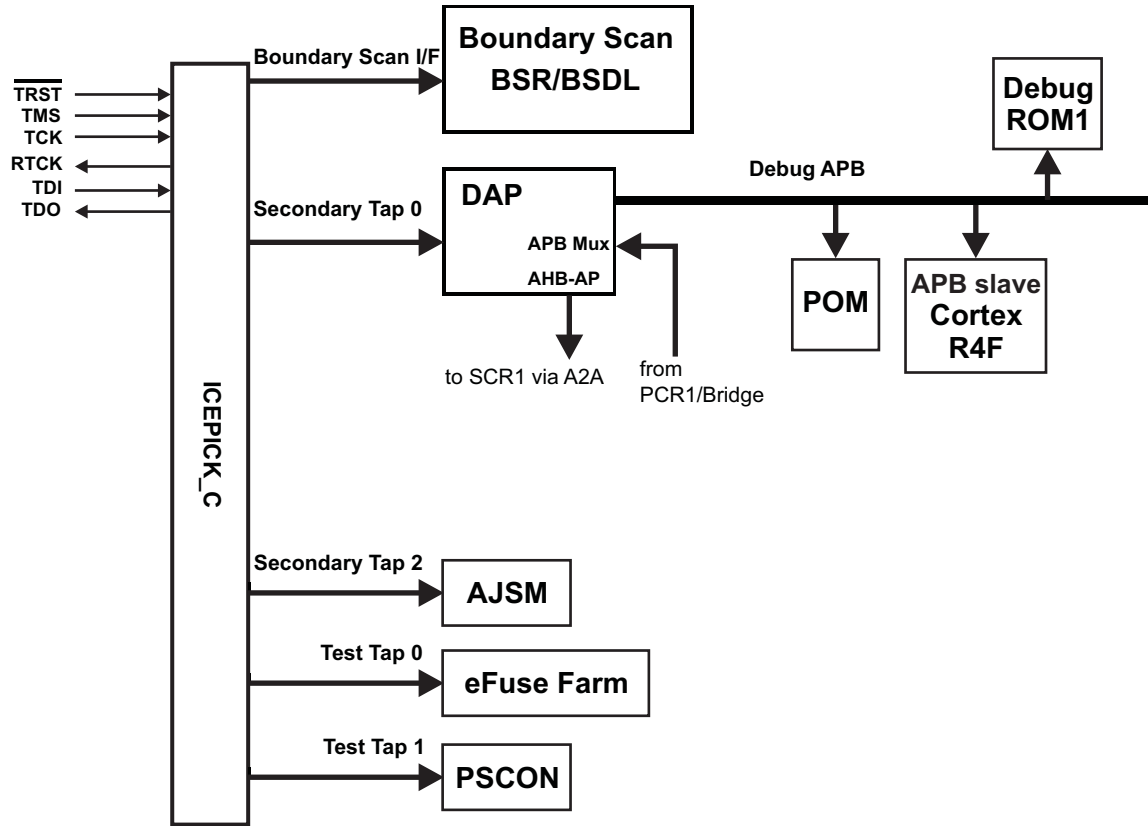 Boundary Scan I/F
Boundary Scan
BSR/BSDL
TRST
TMS
TCK
RTCK
TDI
TDO
Debug
ROM1
Debug APB
Secondary Tap 0
DAP
APB Mux
AHB-AP
POM
APB slave
Cortex
R4F
to SCR1 via A2A
from
PCR1/Bridge
ICEPICK_C
Secondary Tap 2
AJSM
Test Tap 0
eFuse Farm
Test Tap 1
PSCON